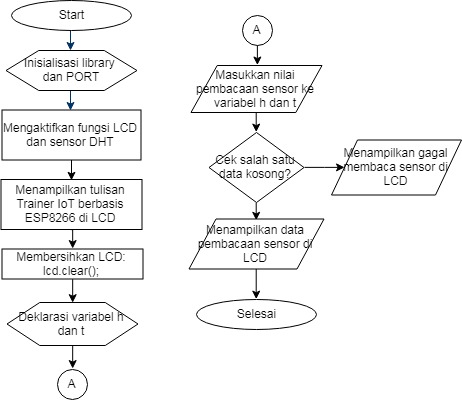 Start
Inisialisasi library
dan PORT
Mengaktifkan fungsi LCD
dan sensor DHT
Menampilkan tulisan
Trainer IoT berbasis
ESP8266 di LCD
Membersihkan LCD:
lcd.clear();
Deklarasi variabel h
dan t
A
A
Masukkan nilai
pembacaan sensor ke
variabel h dan t
Cek salah satu
data kosong?
Menampilkan gagal
membaca sensor di
LCD
Menampilkan data
pembacaan sensor di
LCD
Selesai